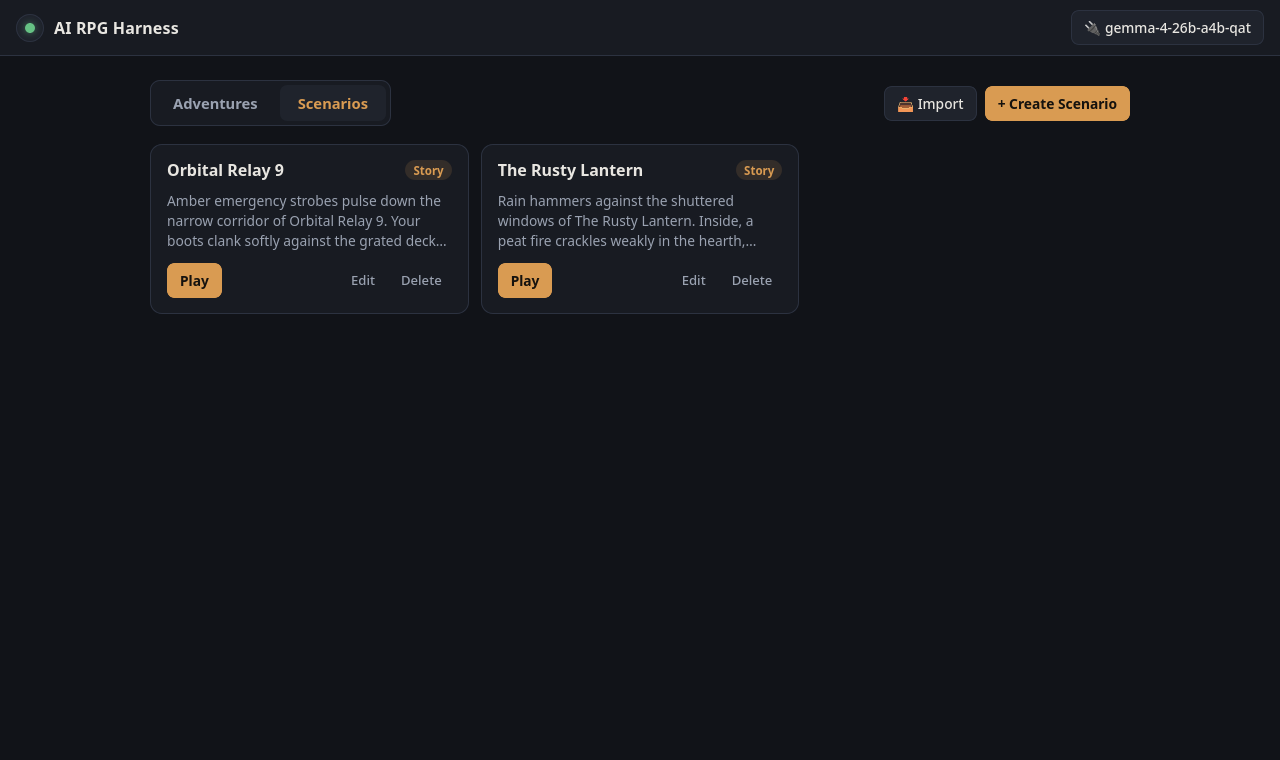 AI RPG Harness
gemma-4-26b-a4b-qat
Adventures
Scenarios
Import
+ Create Scenario
Orbital Relay 9
Story
Amber emergency strobes pulse down the
narrow corridor of Orbital Relay 9. Your
boots clank softly against the grated deck...
Play
Edit
Delete
The Rusty Lantern
Story
Rain hammers against the shuttered
windows of The Rusty Lantern. Inside, a
peat fire crackles weakly in the hearth,...
Play
Edit
Delete